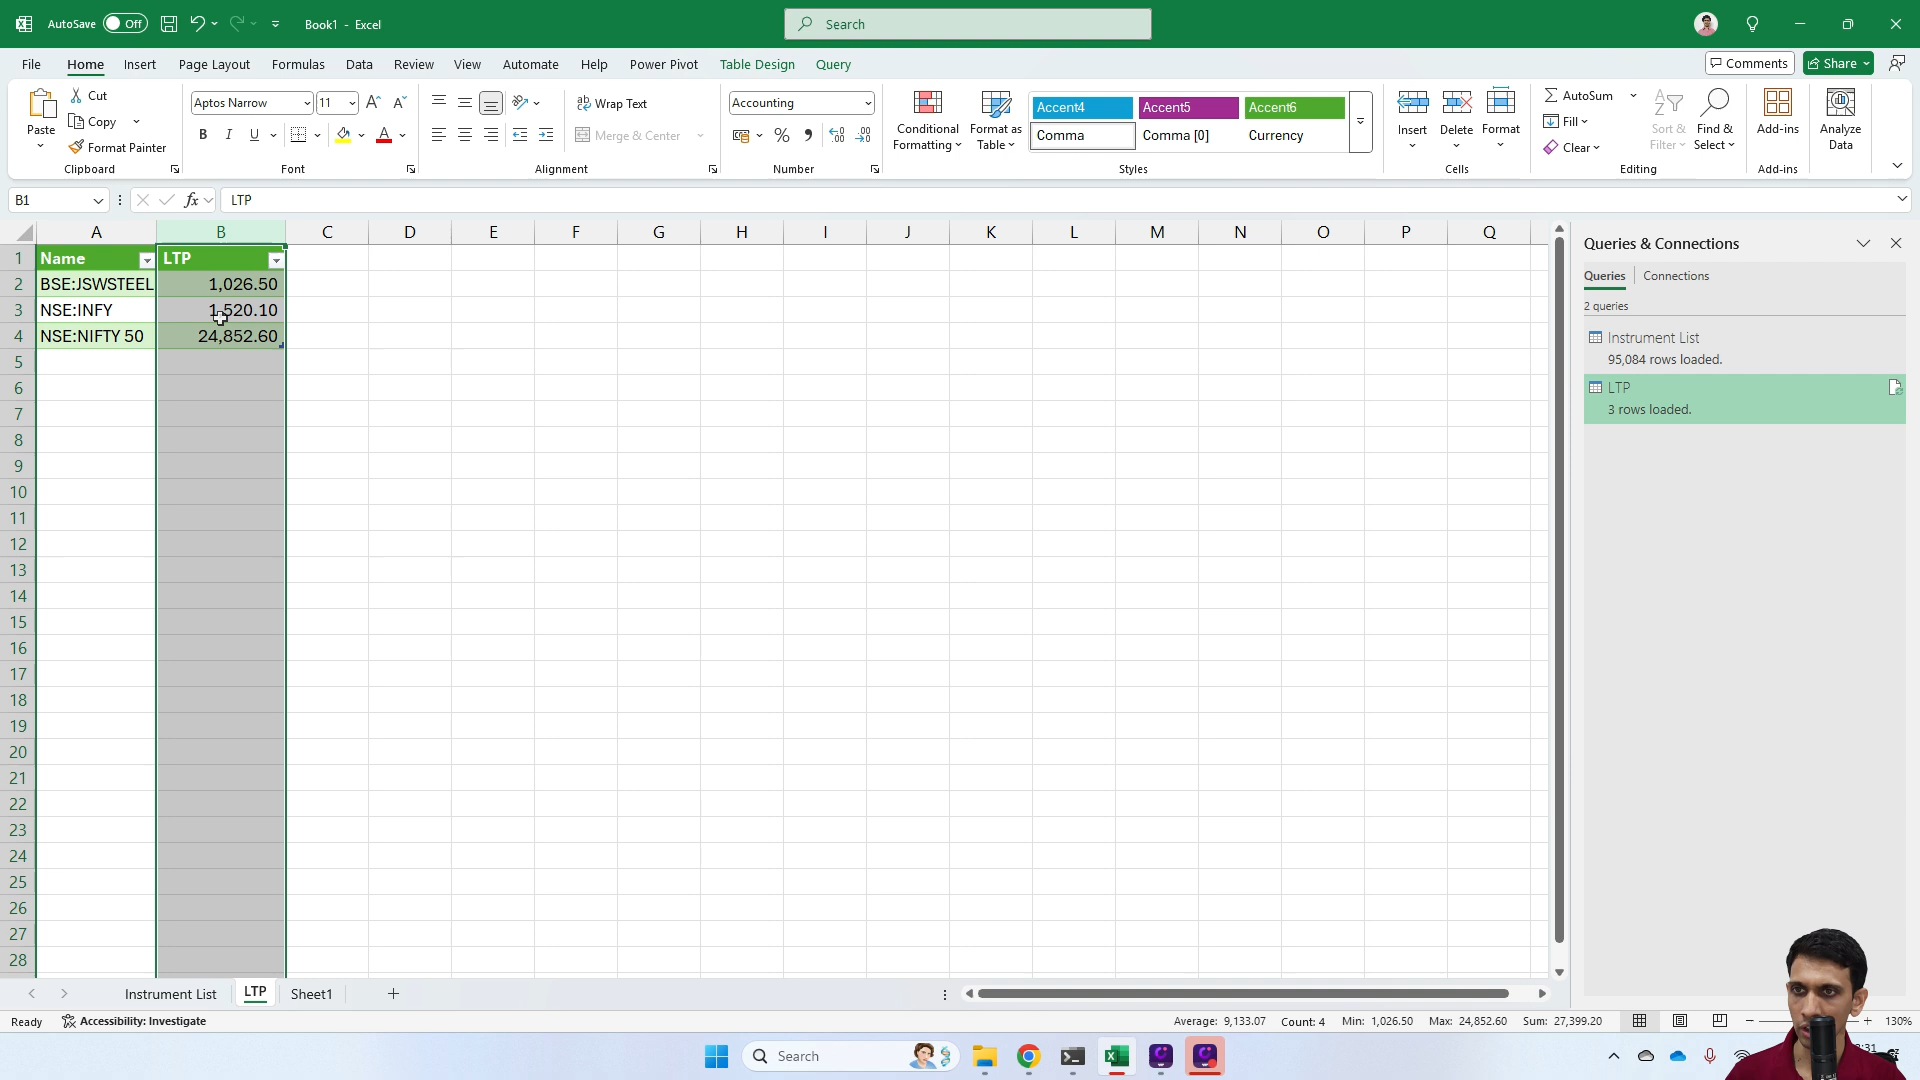 AutoSave Off Book1 - Excel Search
File Home Insert Page Layout Formulas Data Review View Automate Help Power Pivot Table Design Query Comments Share
Paste Cut Copy Format Painter Clipboard
Aptos Narrow 11 B I U A Font
Wrap Text Merge & Center Alignment
Accounting % Number
Conditional Formatting Format as Table Accent4 Accent5 Accent6 Comma Comma [0] Currency Styles
Insert Delete Format Cells
AutoSum Fill Clear Sort & Filter Find & Select Editing
Add-ins Add-ins
Analyze Data
B1 fx LTP
A B C D E F G H I J K L M N O P Q
1 Name LTP
2 BSE:JSWSTEEL 1,026.50
3 NSE:INFY 1,520.10
4 NSE:NIFTY 50 24,852.60
5
6
7
8
9
10
11
12
13
14
15
16
17
18
19
20
21
22
23
24
25
26
27
28
Queries & Connections
Queries Connections
2 queries
Instrument List
95,084 rows loaded.
LTP
3 rows loaded.
Instrument List LTP Sheet1
Ready Accessibility: Investigate Average: 9,133.07 Count: 4 Min: 1,026.50 Max: 24,852.60 Sum: 27,399.20 130%
Search